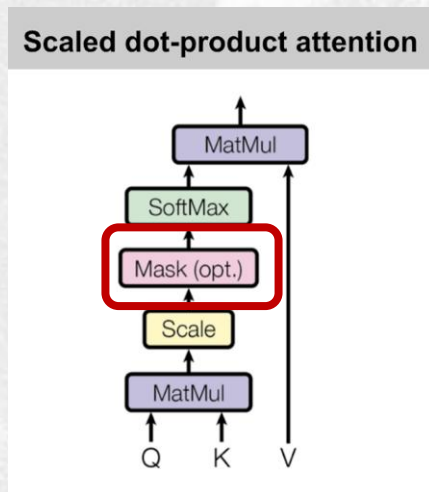 Scaled dot-product attention
MatMul
SoftMax
Mask (opt.)
Scale
MatMul
Q K V